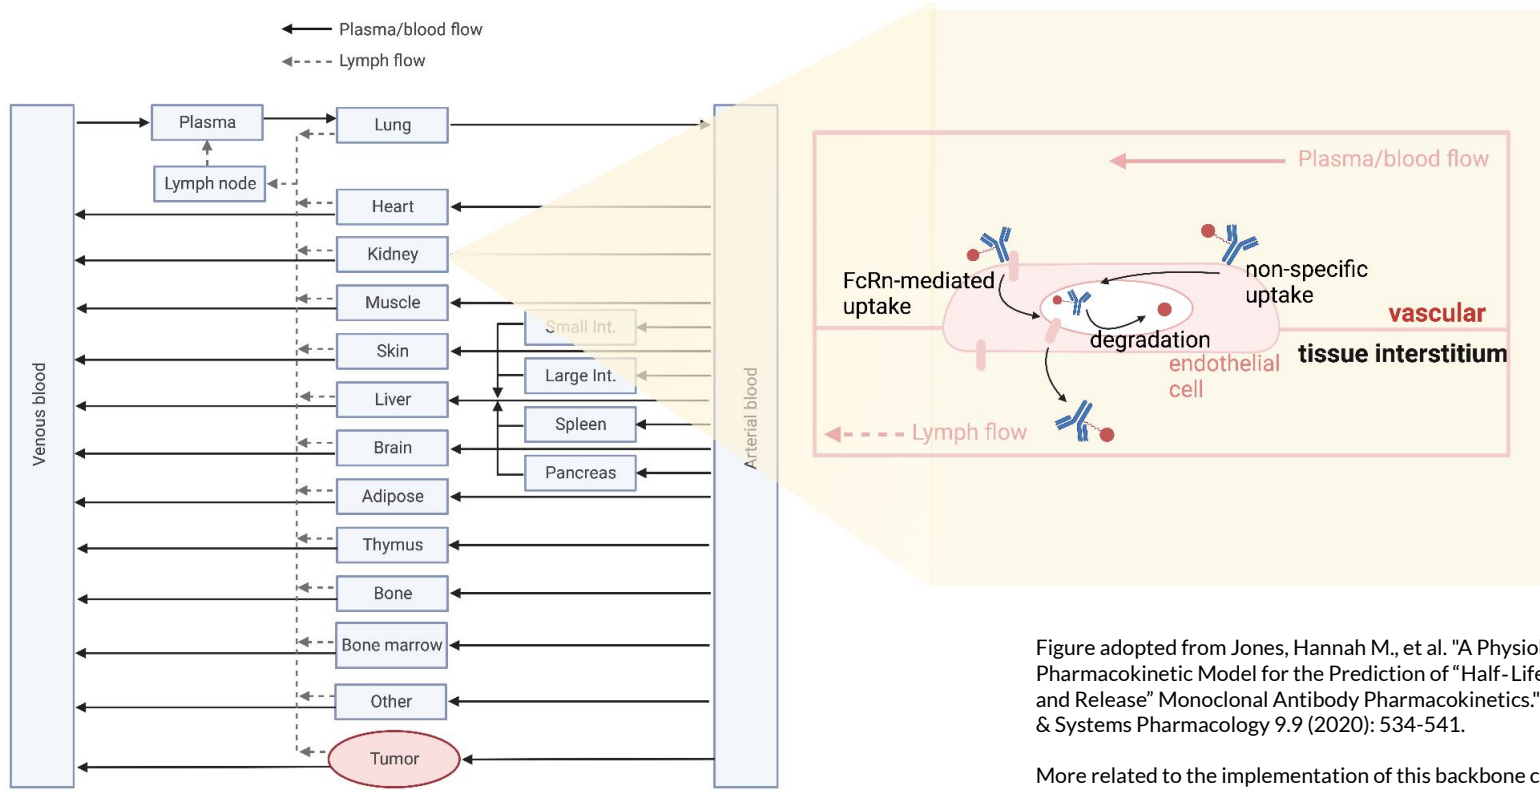 Plasma/blood flow
Lymph flow
Venous blood
Plasma
Lymph node
Lung
Heart
Kidney
Muscle
Skin
Liver
Brain
Adipose
Thymus
Bone
Bone marrow
Other
Tumor
Small Int.
Large Int.
Spleen
Pancreas
Arterial blood
Plasma/blood flow
FcRn-mediated
uptake
non-specific
uptake
degradation
endothelial
cell
vascular
tissue interstitium
Lymph flow
Figure adopted from Jones, Hannah M., et al. "A Physiol
Pharmacokinetic Model for the Prediction of “Half-Life
and Release” Monoclonal Antibody Pharmacokinetics."
& Systems Pharmacology 9.9 (2020): 534-541.
More related to the implementation of this backbone c